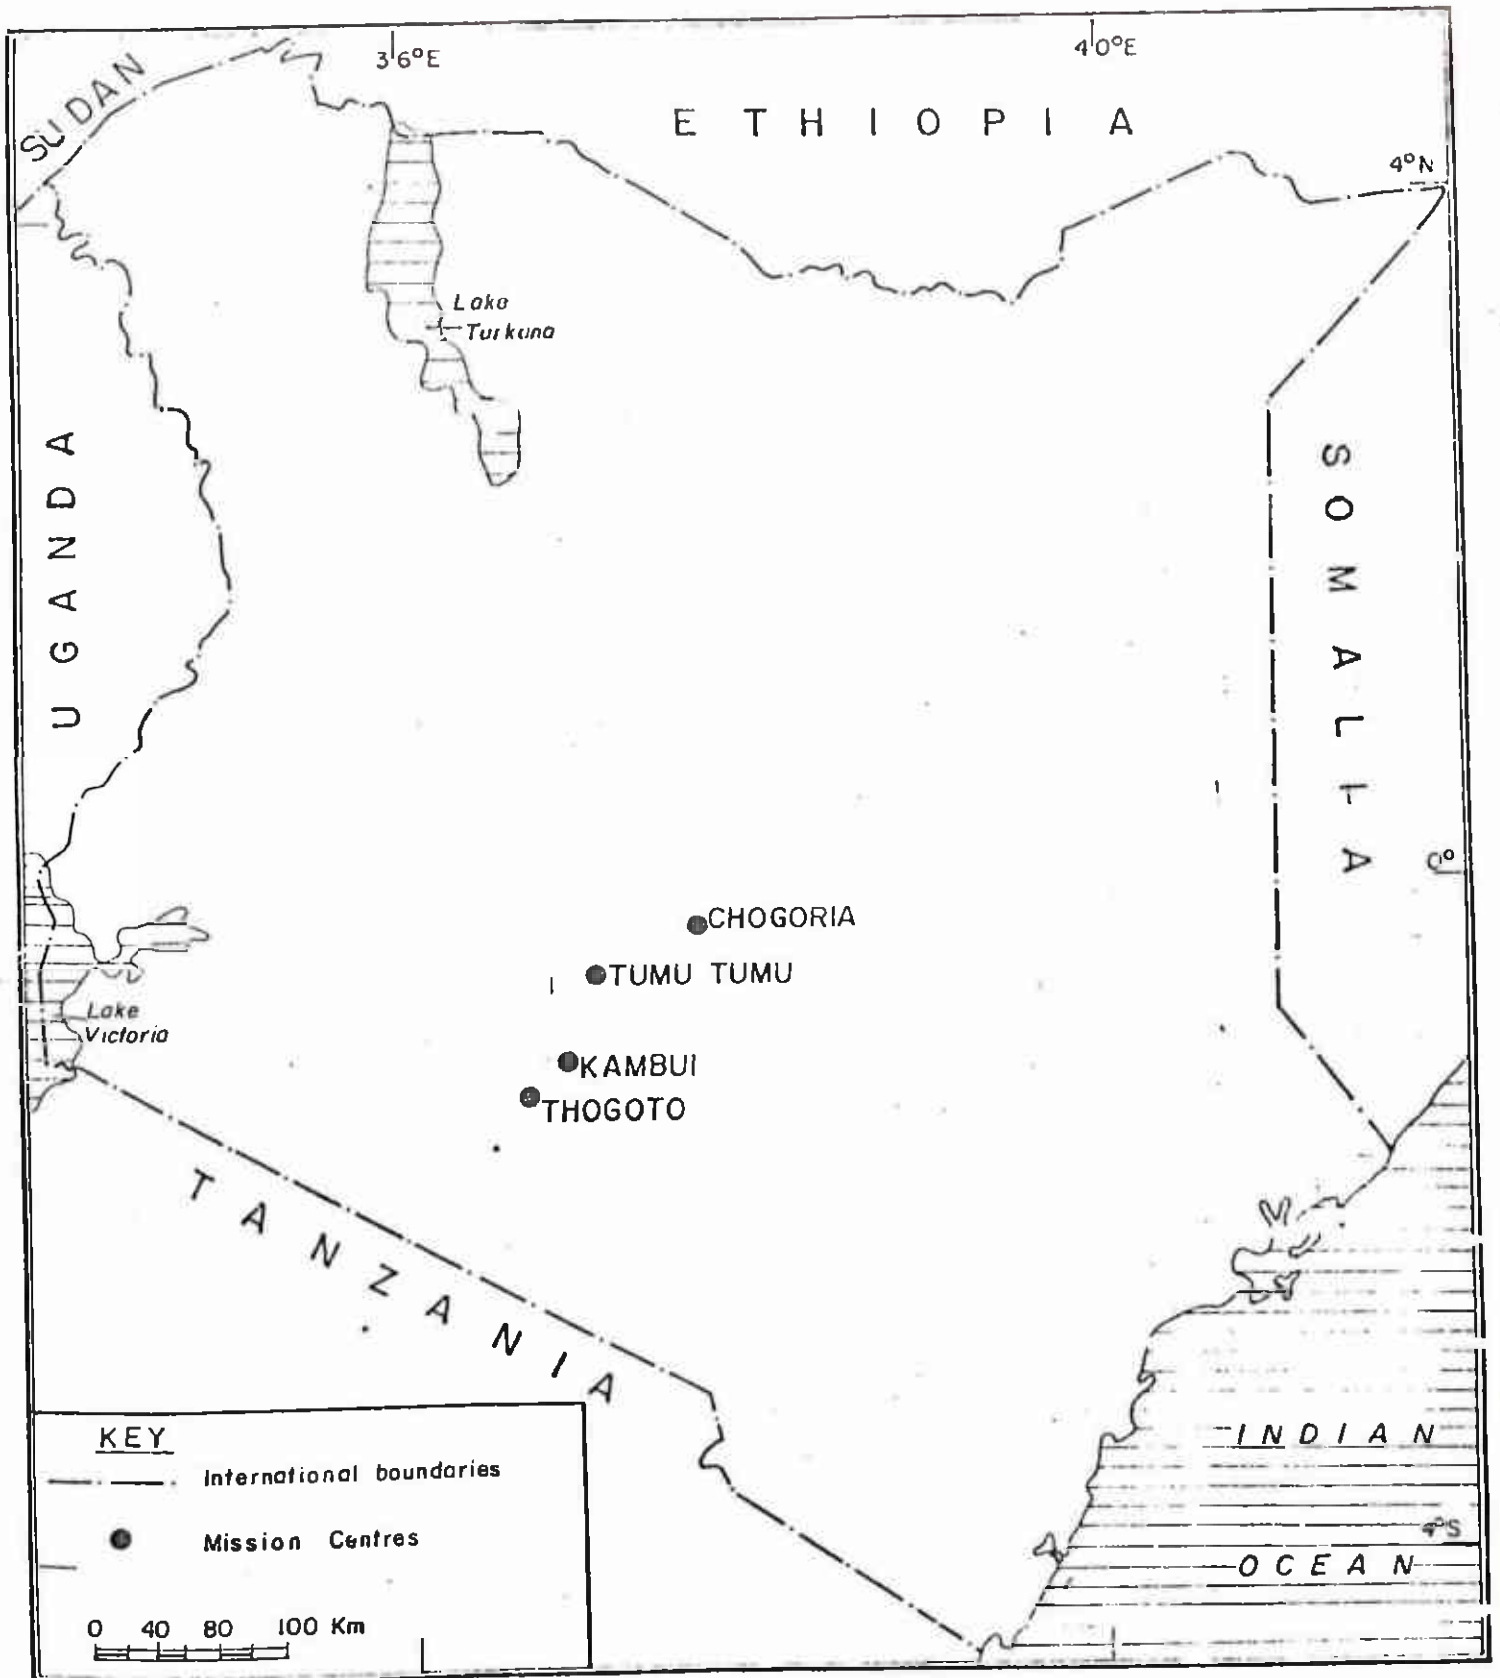 36°E
40°E
SUDAN
ETHIOPIA
4°N
Lake
Turkana
UGANDA
SOMALIA
0°
CHOGORIA
TUMU TUMU
Lake
Victoria
KAMBUI
THOGOTO
TANZANIA
KEY
International boundaries
Mission Centres
0 40 80 100 Km
INDIAN
4°S
OCEAN